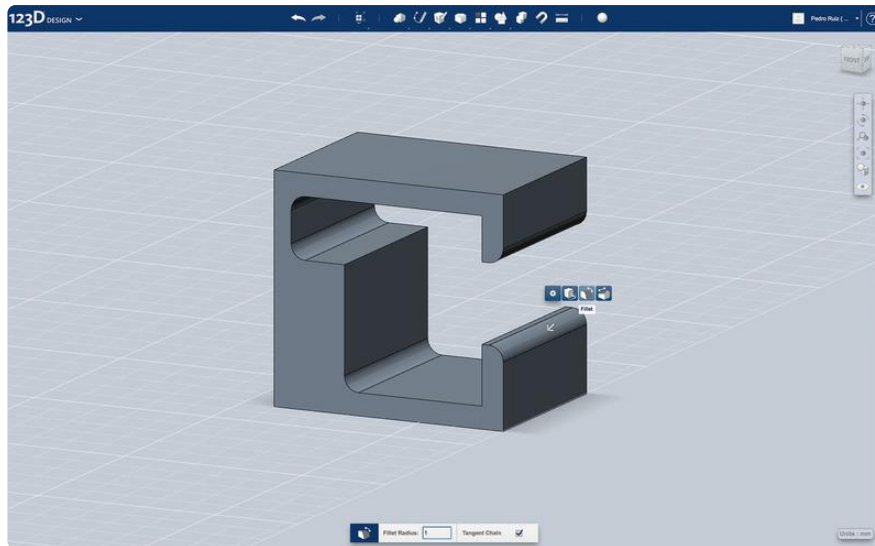 123D DESIGN
Pedro Ruiz ( ...
?
FRONT
Fillet
Fillet Radius: 1
Tangent Chain
Units : mm